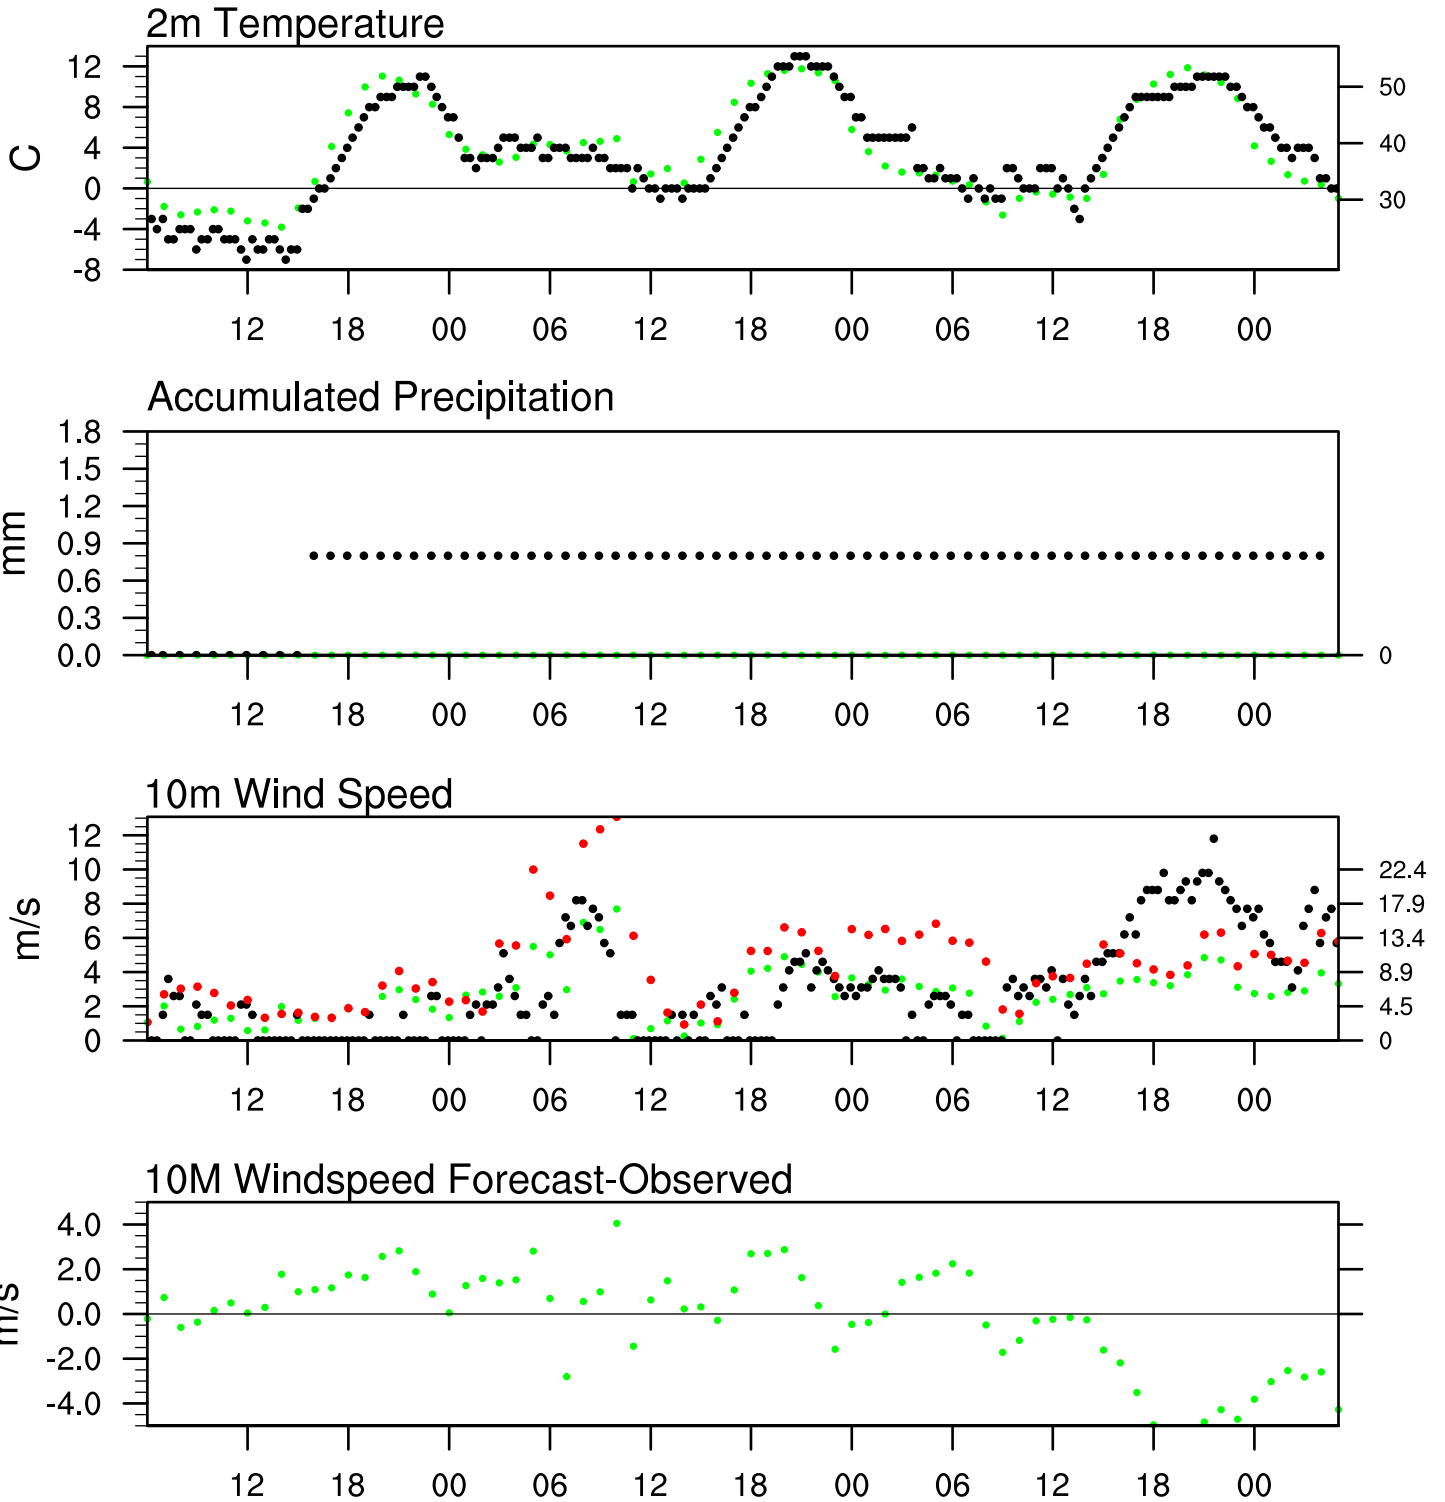 2m Temperature
12
8
4
0
-4
-8
C
50
40
30
12 18 00 06 12 18 00 06 12 18 00
Accumulated Precipitation
1.8
1.5
1.2
0.9
0.6
0.3
0.0
mm
0
12 18 00 06 12 18 00 06 12 18 00
10m Wind Speed
12
10
8
6
4
2
0
m/s
22.4
17.9
13.4
8.9
4.5
0
12 18 00 06 12 18 00 06 12 18 00
10M Windspeed Forecast-Observed
4.0
2.0
0.0
-2.0
-4.0
m/s
12 18 00 06 12 18 00 06 12 18 00